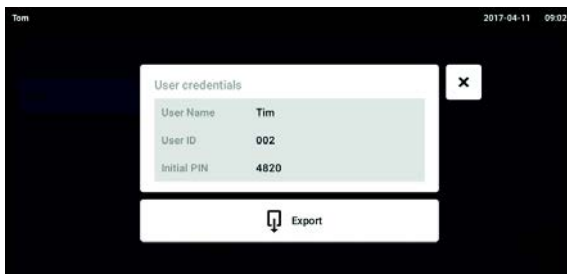 Tom 2017-04-11 09:02
User credentials
User Name Tim
User ID 002
Initial PIN 4820
Export